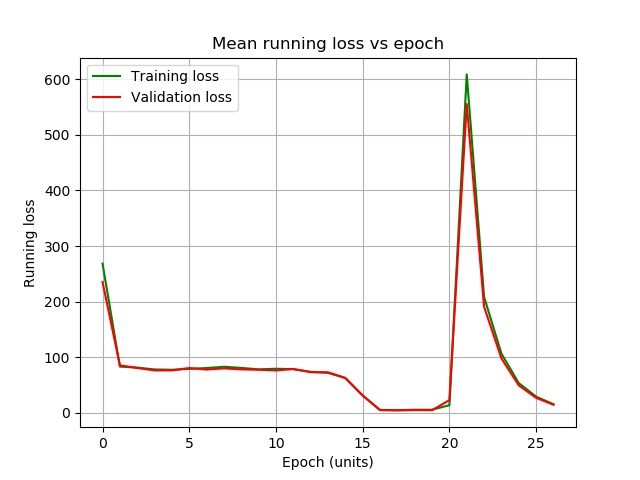 Mean running loss vs epoch
Training loss
Validation loss
Running loss
600
500
400
300
200
100
0
0 5 10 15 20 25
Epoch (units)